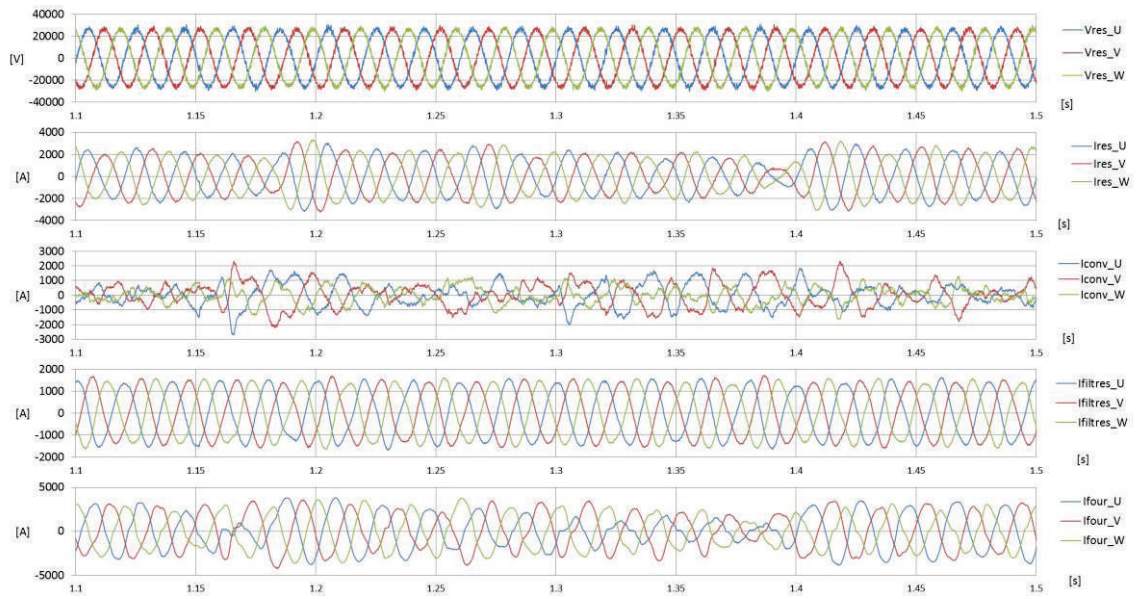 40000
20000
[V]
0
-20000
-40000
1.1 1.15 1.2 1.25 1.3 1.35 1.4 1.45 1.5
Vres_U
Vres_V
Vres_W
[s]
4000
2000
[A]
0
-2000
-4000
1.1 1.15 1.2 1.25 1.3 1.35 1.4 1.45 1.5
Ires_U
Ires_V
Ires_W
[s]
3000
2000
1000
[A]
0
-1000
-2000
-3000
1.1 1.15 1.2 1.25 1.3 1.35 1.4 1.45 1.5
Iconv_U
Iconv_V
Iconv_W
[s]
2000
1000
[A]
0
-1000
-2000
1.1 1.15 1.2 1.25 1.3 1.35 1.4 1.45 1.5
Ifiltres_U
Ifiltres_V
Ifiltres_W
[s]
5000
[A]
0
-5000
1.1 1.15 1.2 1.25 1.3 1.35 1.4 1.45 1.5
Ifour_U
Ifour_V
Ifour_W
[s]